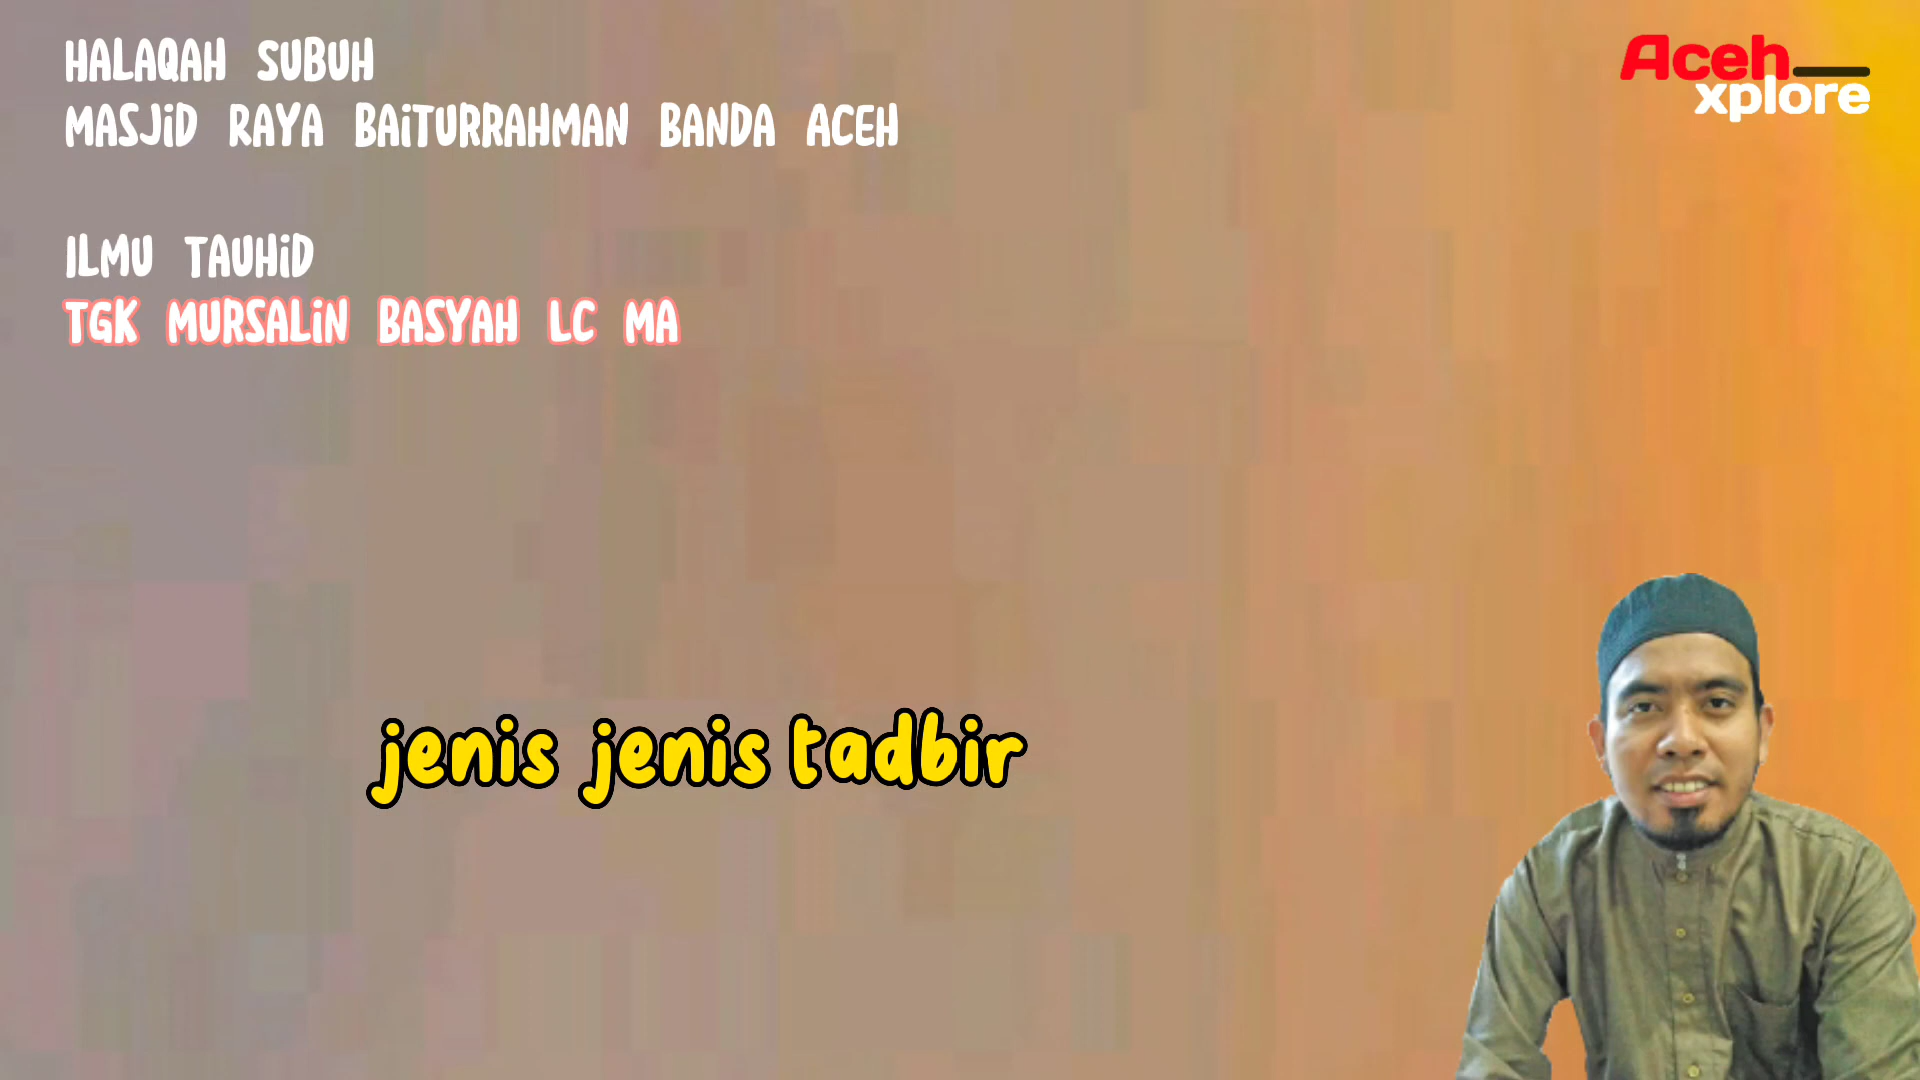 HALAQAH SUBUH
MASJiD RAYA BAiTURRAHMAN BANDA ACEH
ILMU TAUHiD
TGK MURSALiN BASYAH LC MA
Aceh
xplore
jenis jenis tadbir